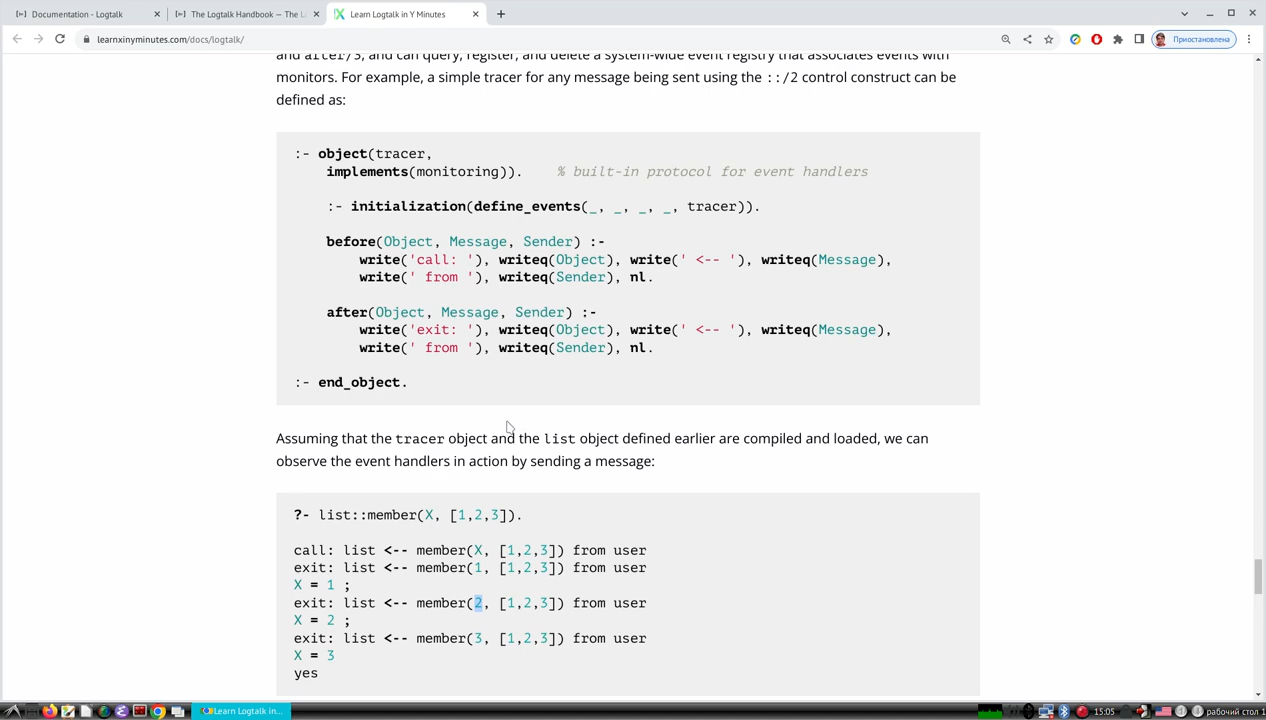 Documentation - Logtalk
The Logtalk Handbook — The L
Learn Logtalk in Y Minutes
learnxinyminutes.com/docs/logtalk/
Приостановлена
and after/3, and can query, register, and delete a system-wide event registry that associates events with
monitors. For example, a simple tracer for any message being sent using the ::/2 control construct can be
defined as:
:- object(tracer,
    implements(monitoring)).    % built-in protocol for event handlers
    :- initialization(define_events(_, _, _, _, tracer)).
    before(Object, Message, Sender) :-
        write('call: '), writeq(Object), write(' <-- '), writeq(Message),
        write(' from '), writeq(Sender), nl.
    after(Object, Message, Sender) :-
        write('exit: '), writeq(Object), write(' <-- '), writeq(Message),
        write(' from '), writeq(Sender), nl.
:- end_object.
Assuming that the tracer object and the list object defined earlier are compiled and loaded, we can
observe the event handlers in action by sending a message:
?- list::member(X, [1,2,3]).
call: list <-- member(X, [1,2,3]) from user
exit: list <-- member(1, [1,2,3]) from user
X = 1 ;
exit: list <-- member(2, [1,2,3]) from user
X = 2 ;
exit: list <-- member(3, [1,2,3]) from user
X = 3
yes
Learn Logtalk in...
15:05
рабочий стол 1